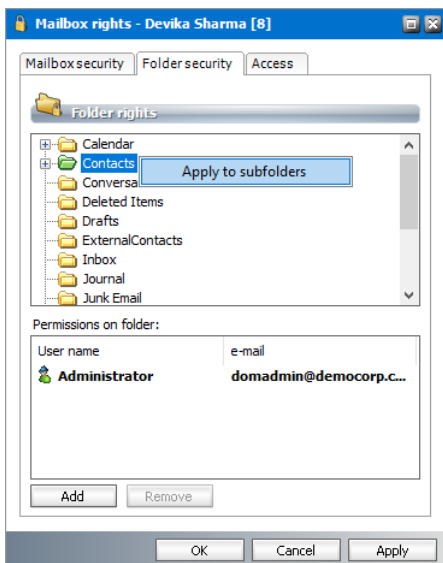 Mailbox rights - Devika Sharma [8]
Mailbox security Folder security Access
Folder rights
Calendar
Contacts
Apply to subfolders
Conversa
Deleted Items
Drafts
ExternalContacts
Inbox
Journal
Junk Email
Permissions on folder:
User name e-mail
Administrator domadmin@democorp.c...
Add Remove
OK Cancel Apply